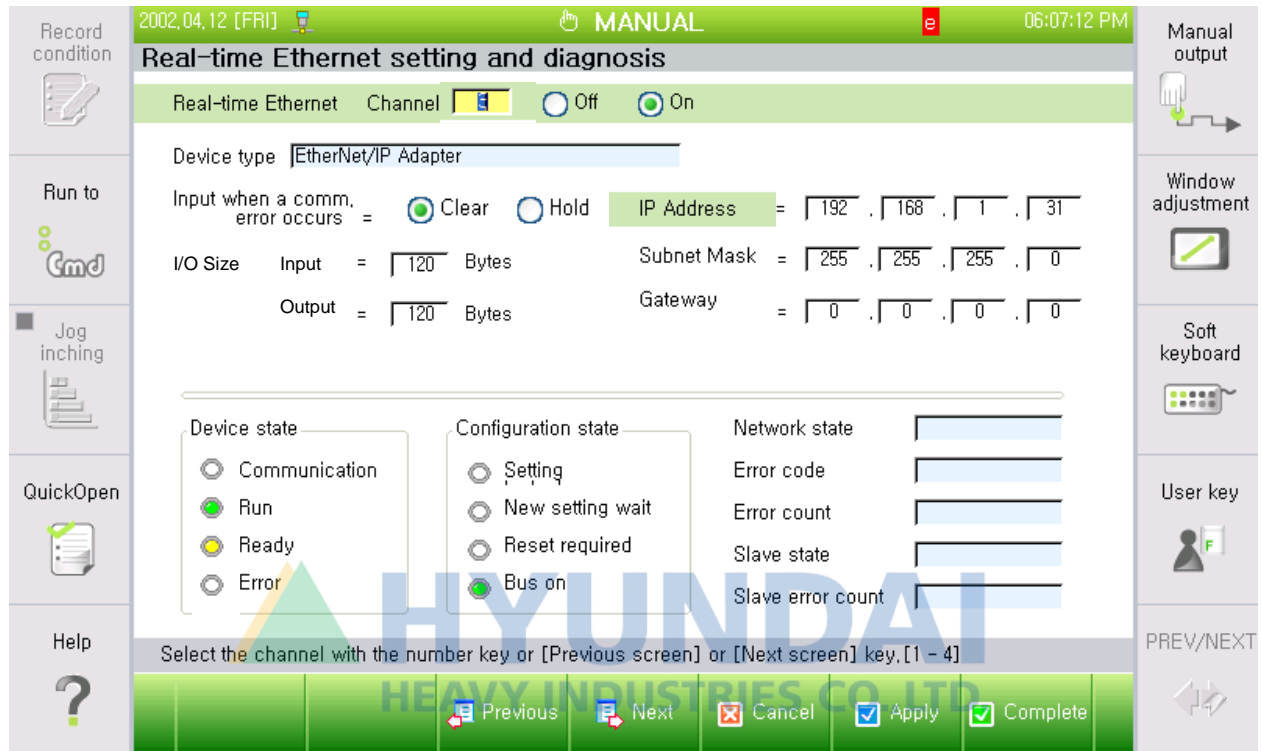 2002,04,12 [FRI] MANUAL e 06:07:12 PM
Real-time Ethernet setting and diagnosis
Record
condition
Run to
Cmd
Jog
inching
QuickOpen
Help
?
Real-time Ethernet Channel Off On
Device type EtherNet/IP Adapter
Input when a comm,
error occurs = Clear Hold
I/O Size Input = 120 Bytes
Output = 120 Bytes
IP Address = 192 . 168 . 1 . 31
Subnet Mask = 255 . 255 . 255 . 0
Gateway = 0 . 0 . 0 . 0
Device state
Communication
Run
Ready
Error
Configuration state
Setting
New setting wait
Reset required
Bus on
Network state
Error code
Error count
Slave state
Slave error count
HYUNDAI
HEAVY INDUSTRIES CO.,LTD.
Select the channel with the number key or [Previous screen] or [Next screen] key,[1 - 4]
Previous Next Cancel Apply Complete
Manual
output
Window
adjustment
Soft
keyboard
User key
F
PREV/NEXT